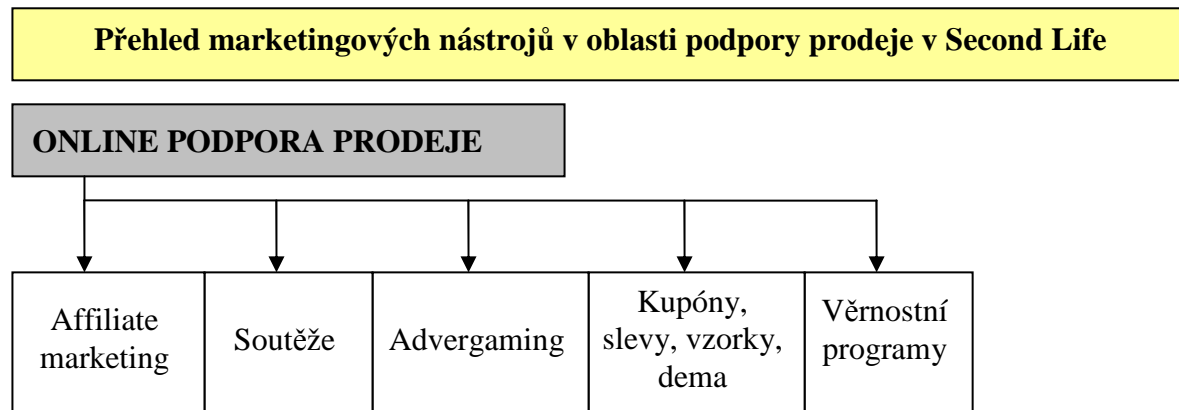 Přehled marketingových nástrojů v oblasti podpory prodeje v Second Life
ONLINE PODPORA PRODEJE
Affiliate
marketing
Soutěže
Advergaming
Kupóny,
slevy, vzorky,
dema
Věrnostní
programy